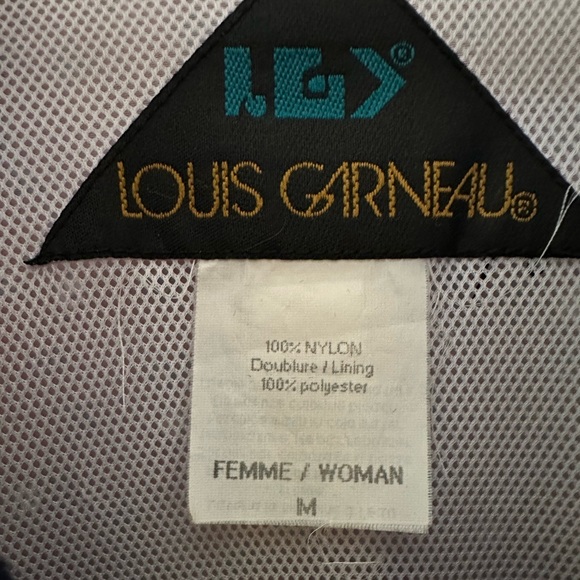 LG®
LOUIS GARNEAU®
100% NYLON
Doublure / Lining
100% polyester
FEMME / WOMAN
M